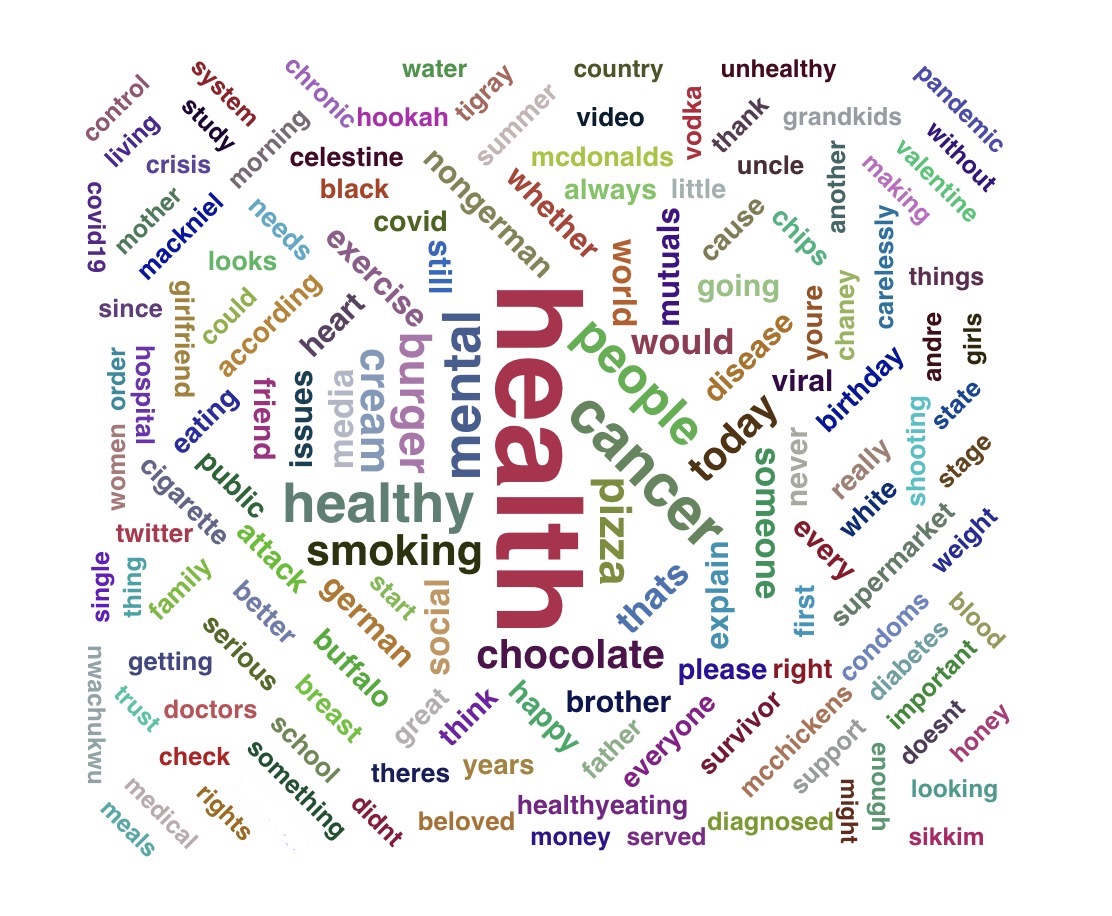 water
country
unhealthy
system
chronic
tigray
pandemic
control
study
hookah
summer
video
vodka
thank
grandkids
living
morning
without
crisis
celestine
nongerman
mcdonalds
uncle
another
making
valentine
covid19
mother
mackniel
black
whether
always
little
needs
covid
cause
chips
carelessly
looks
exercise
still
world
mutuals
going
things
since
girlfriend
could
according
heart
youre
chaney
andre
girls
health
people
would
disease
order
hospital
mental
burger
cream
media
issues
friend
eating
viral
birthday
state
cancer
today
women
cigarette
public
healthy
pizza
someone
never
really
white
shooting
stage
twitter
attack
smoking
every
supermarket
weight
single
thing
family
better
german
start
social
thats
explain
first
condoms
blood
nwachukwu
getting
serious
buffalo
chocolate
please
right
diabetes
important
trust
doctors
breast
great
think
happy
brother
everyone
survivor
mcchickens
support
doesnt
honey
check
school
something
theres
years
father
enough
looking
meals
medical
rights
didnt
beloved
healthyeating
money
served
diagnosed
might
sikkim